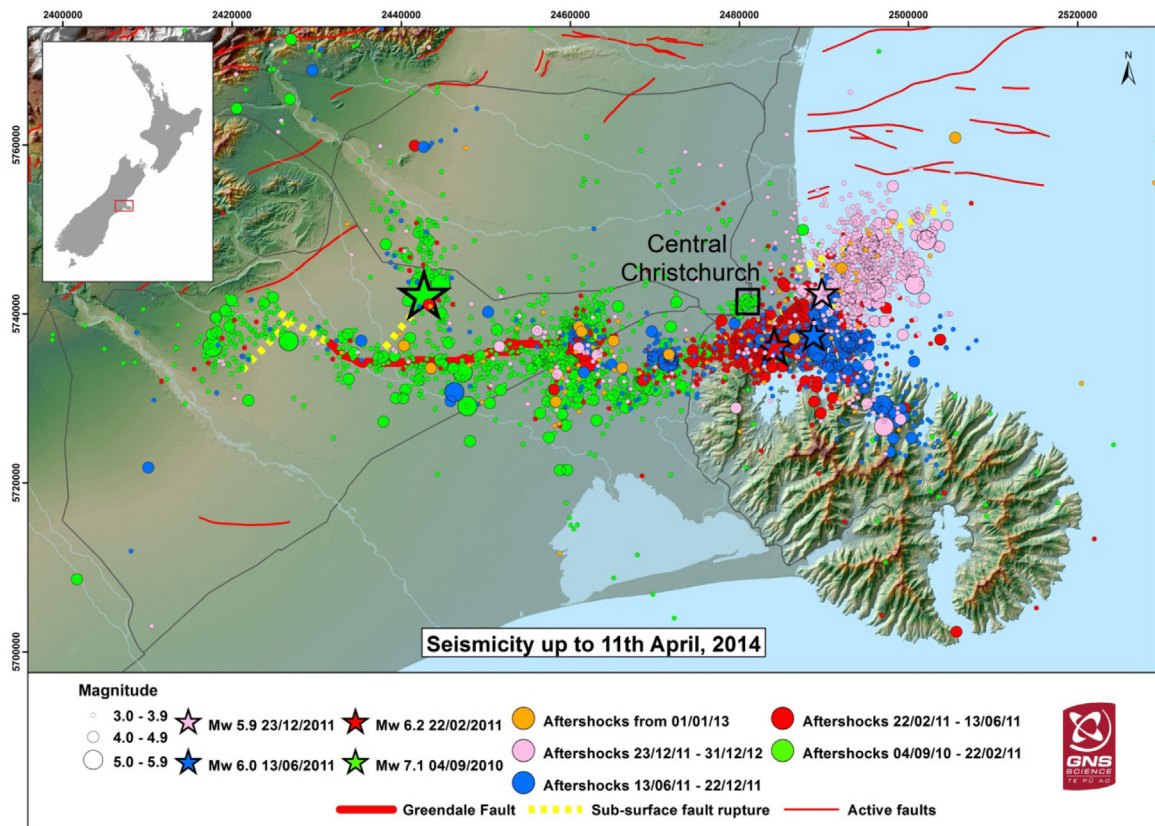 2400000 2420000 2440000 2460000 2480000 2500000 2520000
N
5760000
5740000
5720000
5700000
Central
Christchurch
Seismicity up to 11th April, 2014
Magnitude
3.0 - 3.9
4.0 - 4.9
5.0 - 5.9
Mw 5.9 23/12/2011
Mw 6.0 13/06/2011
Mw 6.2 22/02/2011
Mw 7.1 04/09/2010
Aftershocks from 01/01/13
Aftershocks 23/12/11 - 31/12/12
Aftershocks 13/06/11 - 22/12/11
Aftershocks 22/02/11 - 13/06/11
Aftershocks 04/09/10 - 22/02/11
Greendale Fault
Sub-surface fault rupture
Active faults
GNS
SCIENCE
TE PŪ AO